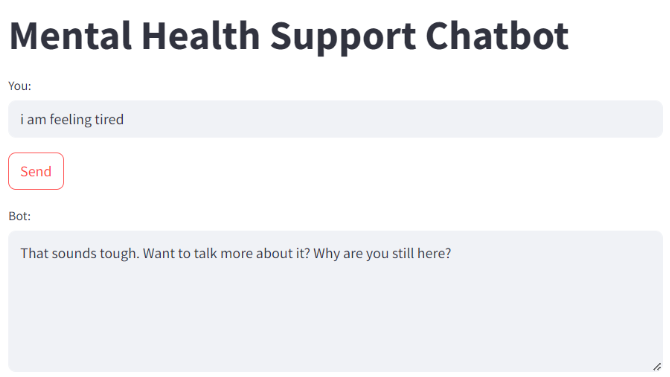 Mental Health Support Chatbot
You:
i am feeling tired
Send
Bot:
That sounds tough. Want to talk more about it? Why are you still here?